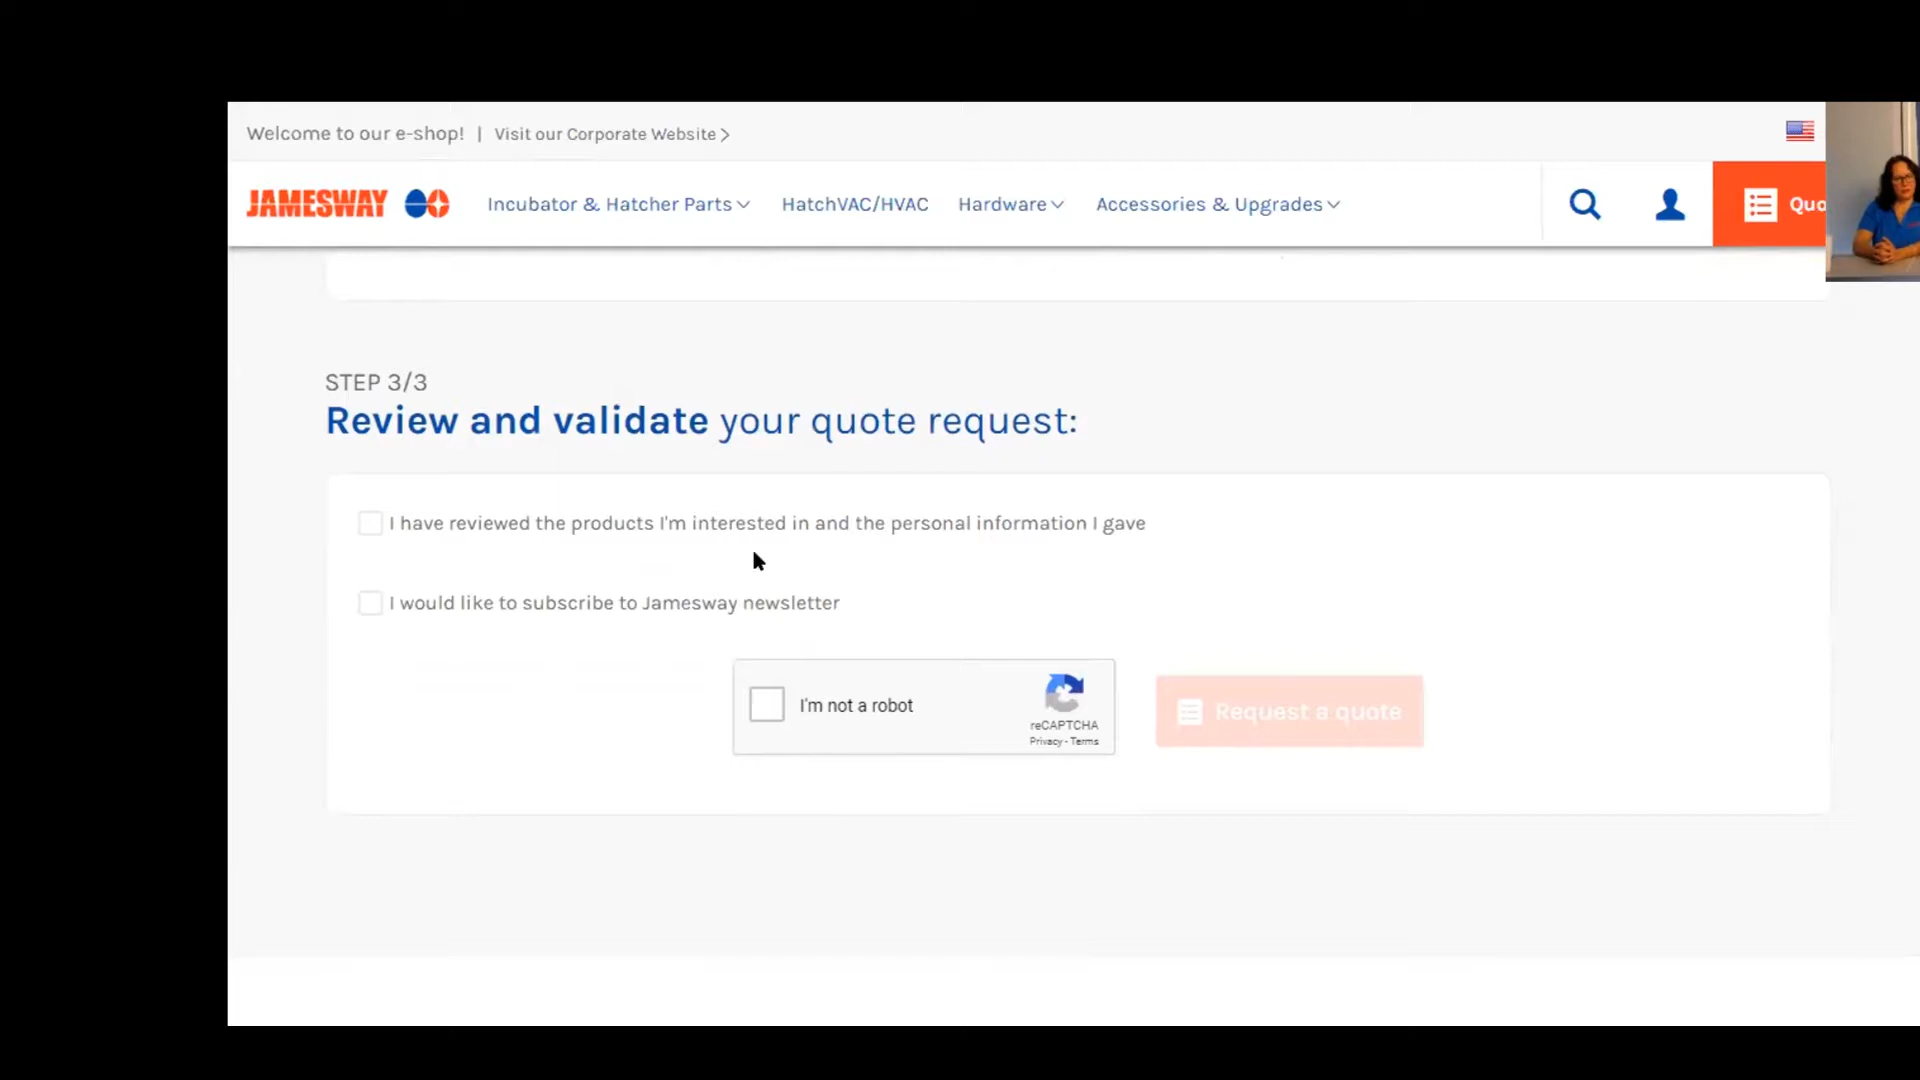 Welcome to our e-shop! | Visit our Corporate Website >
JAMESWAY Incubator & Hatcher Parts HatchVAC/HVAC Hardware Accessories & Upgrades Quo
STEP 3/3
Review and validate your quote request:
I have reviewed the products I'm interested in and the personal information I gave
I would like to subscribe to Jamesway newsletter
I'm not a robot
reCAPTCHA
Privacy - Terms
Request a quote